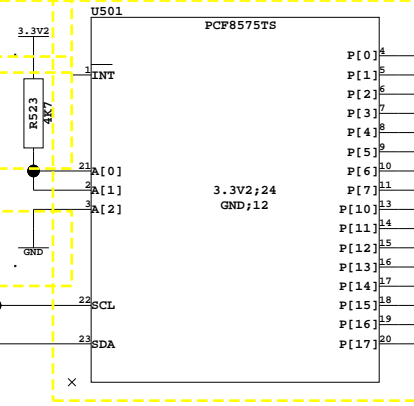 U501
PCF8575TS
3.3V2
R523
4K7
1 INT
21 A[0]
2 A[1]
3 A[2]
GND
22 SCL
23 SDA
3.3V2;24
GND;12
P[0] 4
P[1] 5
P[2] 6
P[3] 7
P[4] 8
P[5] 9
P[6] 10
P[7] 11
P[10] 13
P[11] 14
P[12] 15
P[13] 16
P[14] 17
P[15] 18
P[16] 19
P[17] 20